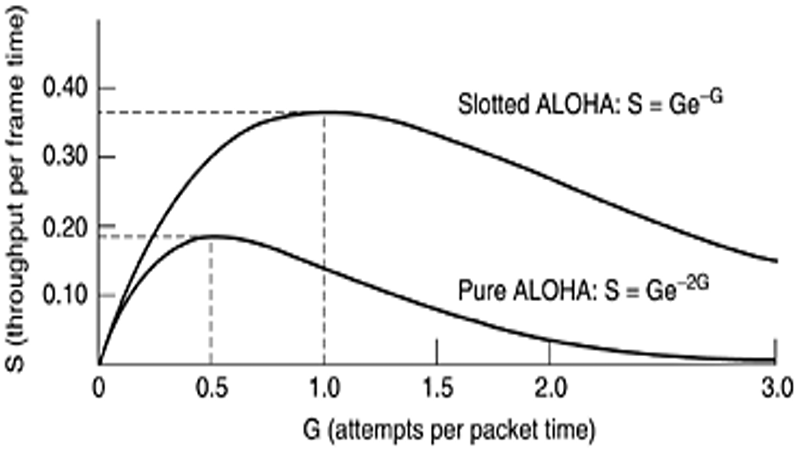 S (throughput per frame time)
0.40
0.30
0.20
0.10
Slotted ALOHA: S = Ge⁻ᴳ
Pure ALOHA: S = Ge⁻²ᴳ
0 0.5 1.0 1.5 2.0 3.0
G (attempts per packet time)